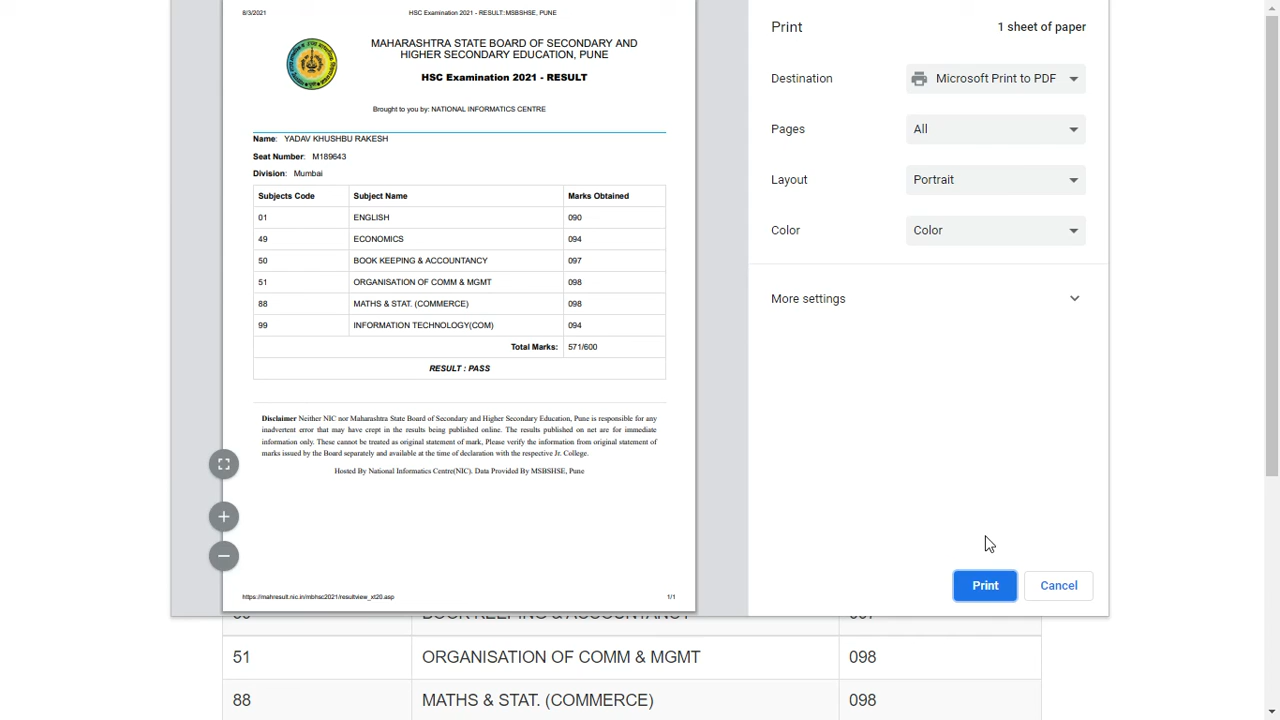 8/3/2021 HSC Examination 2021 - RESULT:MSBSHSE, PUNE
MAHARASHTRA STATE BOARD OF SECONDARY AND
HIGHER SECONDARY EDUCATION, PUNE
HSC Examination 2021 - RESULT
Brought to you by: NATIONAL INFORMATICS CENTRE
Name: YADAV KHUSHBU RAKESH
Seat Number: M189643
Division: Mumbai
Subjects Code Subject Name Marks Obtained
01 ENGLISH 090
49 ECONOMICS 094
50 BOOK KEEPING & ACCOUNTANCY 097
51 ORGANISATION OF COMM & MGMT 098
88 MATHS & STAT. (COMMERCE) 098
99 INFORMATION TECHNOLOGY(COM) 094
Total Marks: 571/600
RESULT : PASS
Disclaimer Neither NIC nor Maharashtra State Board of Secondary and Higher Secondary Education, Pune is responsible for any
inadvertent error that may have crept in the results being published online. The results published on net are for immediate
information only. These cannot be treated as original statement of mark, Please verify the information from original statement of
marks issued by the Board separately and available at the time of declaration with the respective Jr. College.
Hosted By National Informatics Centre(NIC). Data Provided By MSBSHSE, Pune
https://mahresult.nic.in/mbhsc2021/resultview_xt20.asp 1/1
Print 1 sheet of paper
Destination Microsoft Print to PDF
Pages All
Layout Portrait
Color Color
More settings
Print Cancel
BOOK KEEPING & ACCOUNTANCY
51 ORGANISATION OF COMM & MGMT 098
88 MATHS & STAT. (COMMERCE) 098